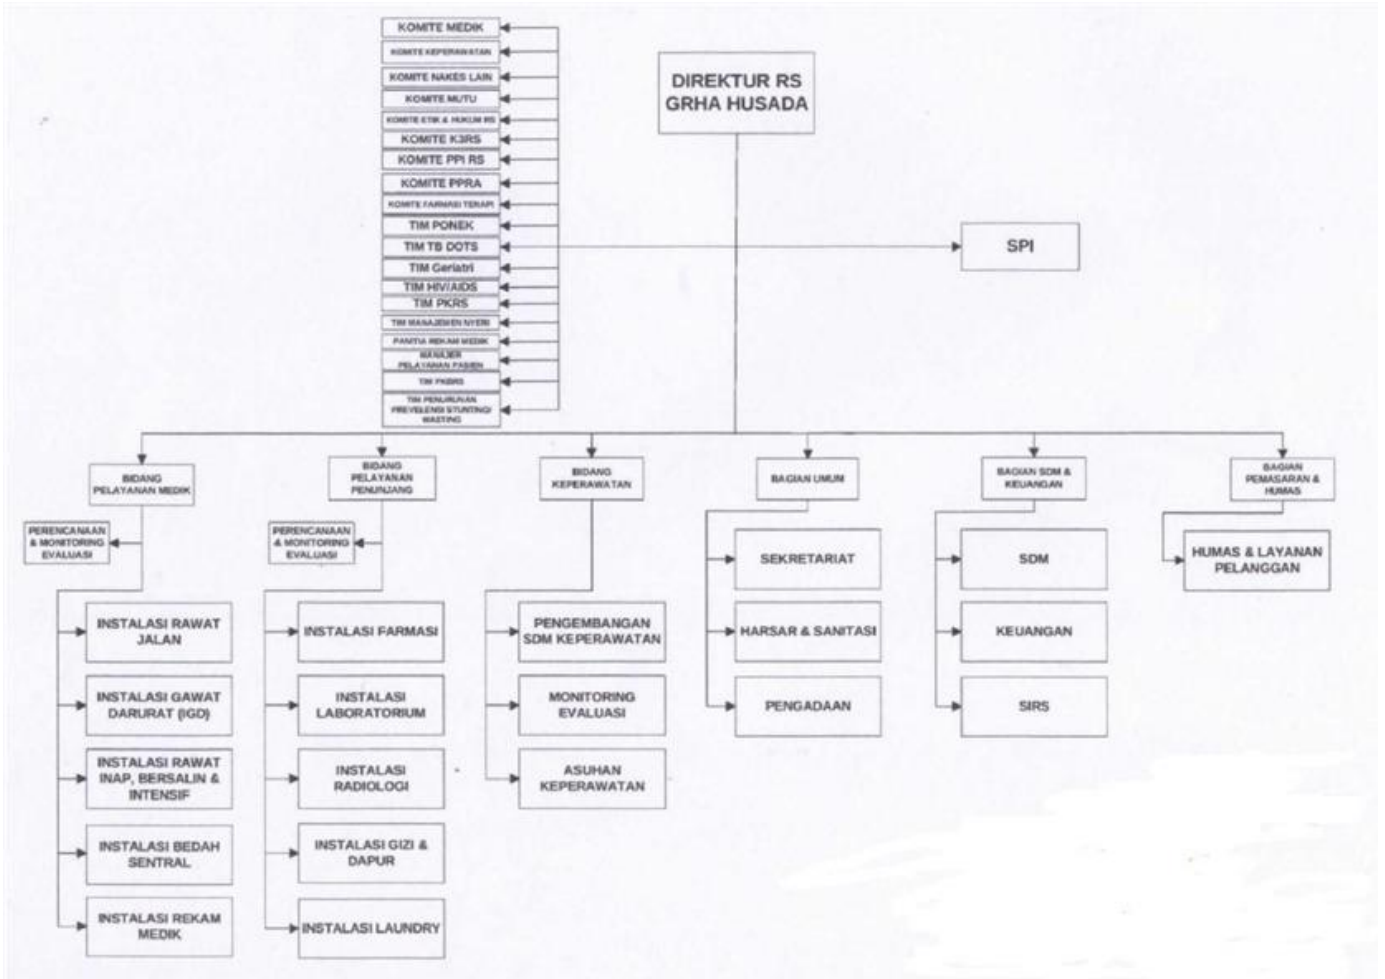 KOMITE MEDIK
KOMITE KEPERAWATAN
KOMITE NAKES LAIN
KOMITE MUTU
KOMITE ETIK & HUKUM RS
KOMITE K3RS
KOMITE PPI RS
KOMITE PPRA
KOMITE FARMASI TERAPI
TIM PONEK
TIM TB DOTS
TIM Geriatri
TIM HIV/AIDS
TIM PKRS
TIM MANAJEMEN NYERI
PANITIA REKAM MEDIK
MANAJER
PELAYANAN PASIEN
TIM PKBRS
TIM PENURUNAN
PREVELENSI STUNTING/
WASTING
DIREKTUR RS
GRHA HUSADA
SPI
BIDANG
PELAYANAN MEDIK
PERENCANAAN
& MONITORING
EVALUASI
INSTALASI RAWAT
JALAN
INSTALASI GAWAT
DARURAT (IGD)
INSTALASI RAWAT
INAP, BERSALIN &
INTENSIF
INSTALASI BEDAH
SENTRAL
INSTALASI REKAM
MEDIK
BIDANG
PELAYANAN
PENUNJANG
PERENCANAAN
& MONITORING
EVALUASI
INSTALASI FARMASI
INSTALASI
LABORATORIUM
INSTALASI
RADIOLOGI
INSTALASI GIZI &
DAPUR
INSTALASI LAUNDRY
BIDANG
KEPERAWATAN
PENGEMBANGAN
SDM KEPERAWATAN
MONITORING
EVALUASI
ASUHAN
KEPERAWATAN
BAGIAN UMUM
SEKRETARIAT
HARSAR & SANITASI
PENGADAAN
BAGIAN SDM &
KEUANGAN
SDM
KEUANGAN
SIRS
BAGIAN
PEMASARAN &
HUMAS
HUMAS & LAYANAN
PELANGGAN